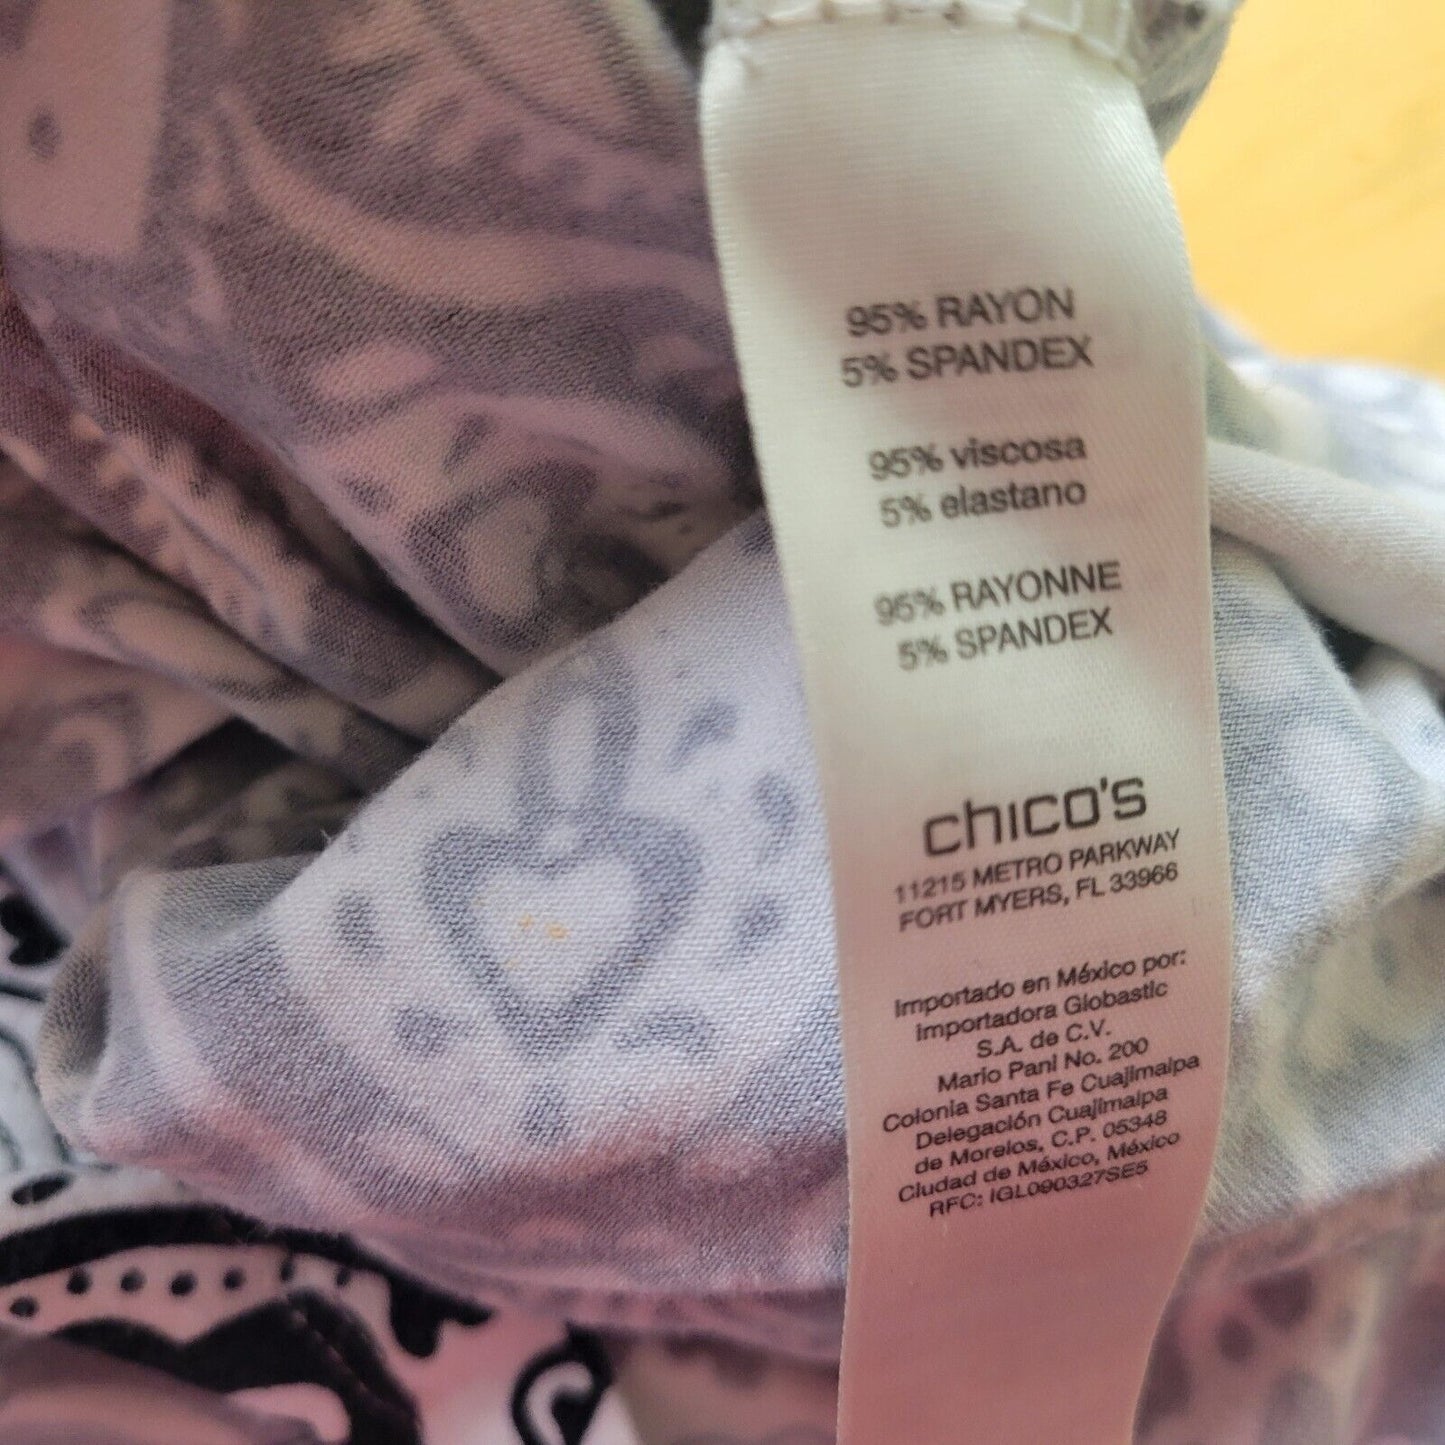 95% RAYON
5% SPANDEX
95% viscosa
5% elastano
95% RAYONNE
5% SPANDEX
chico's
11215 METRO PARKWAY
FORT MYERS, FL 33966
Importado en México por:
Importadora Globastic
S.A. de C.V.
Mario Pani No. 200
Colonia Santa Fe Cuajimalpa
Delegación Cuajimalpa
de Morelos, C.P. 05348
Ciudad de México, México
RFC: IGL090327SE5